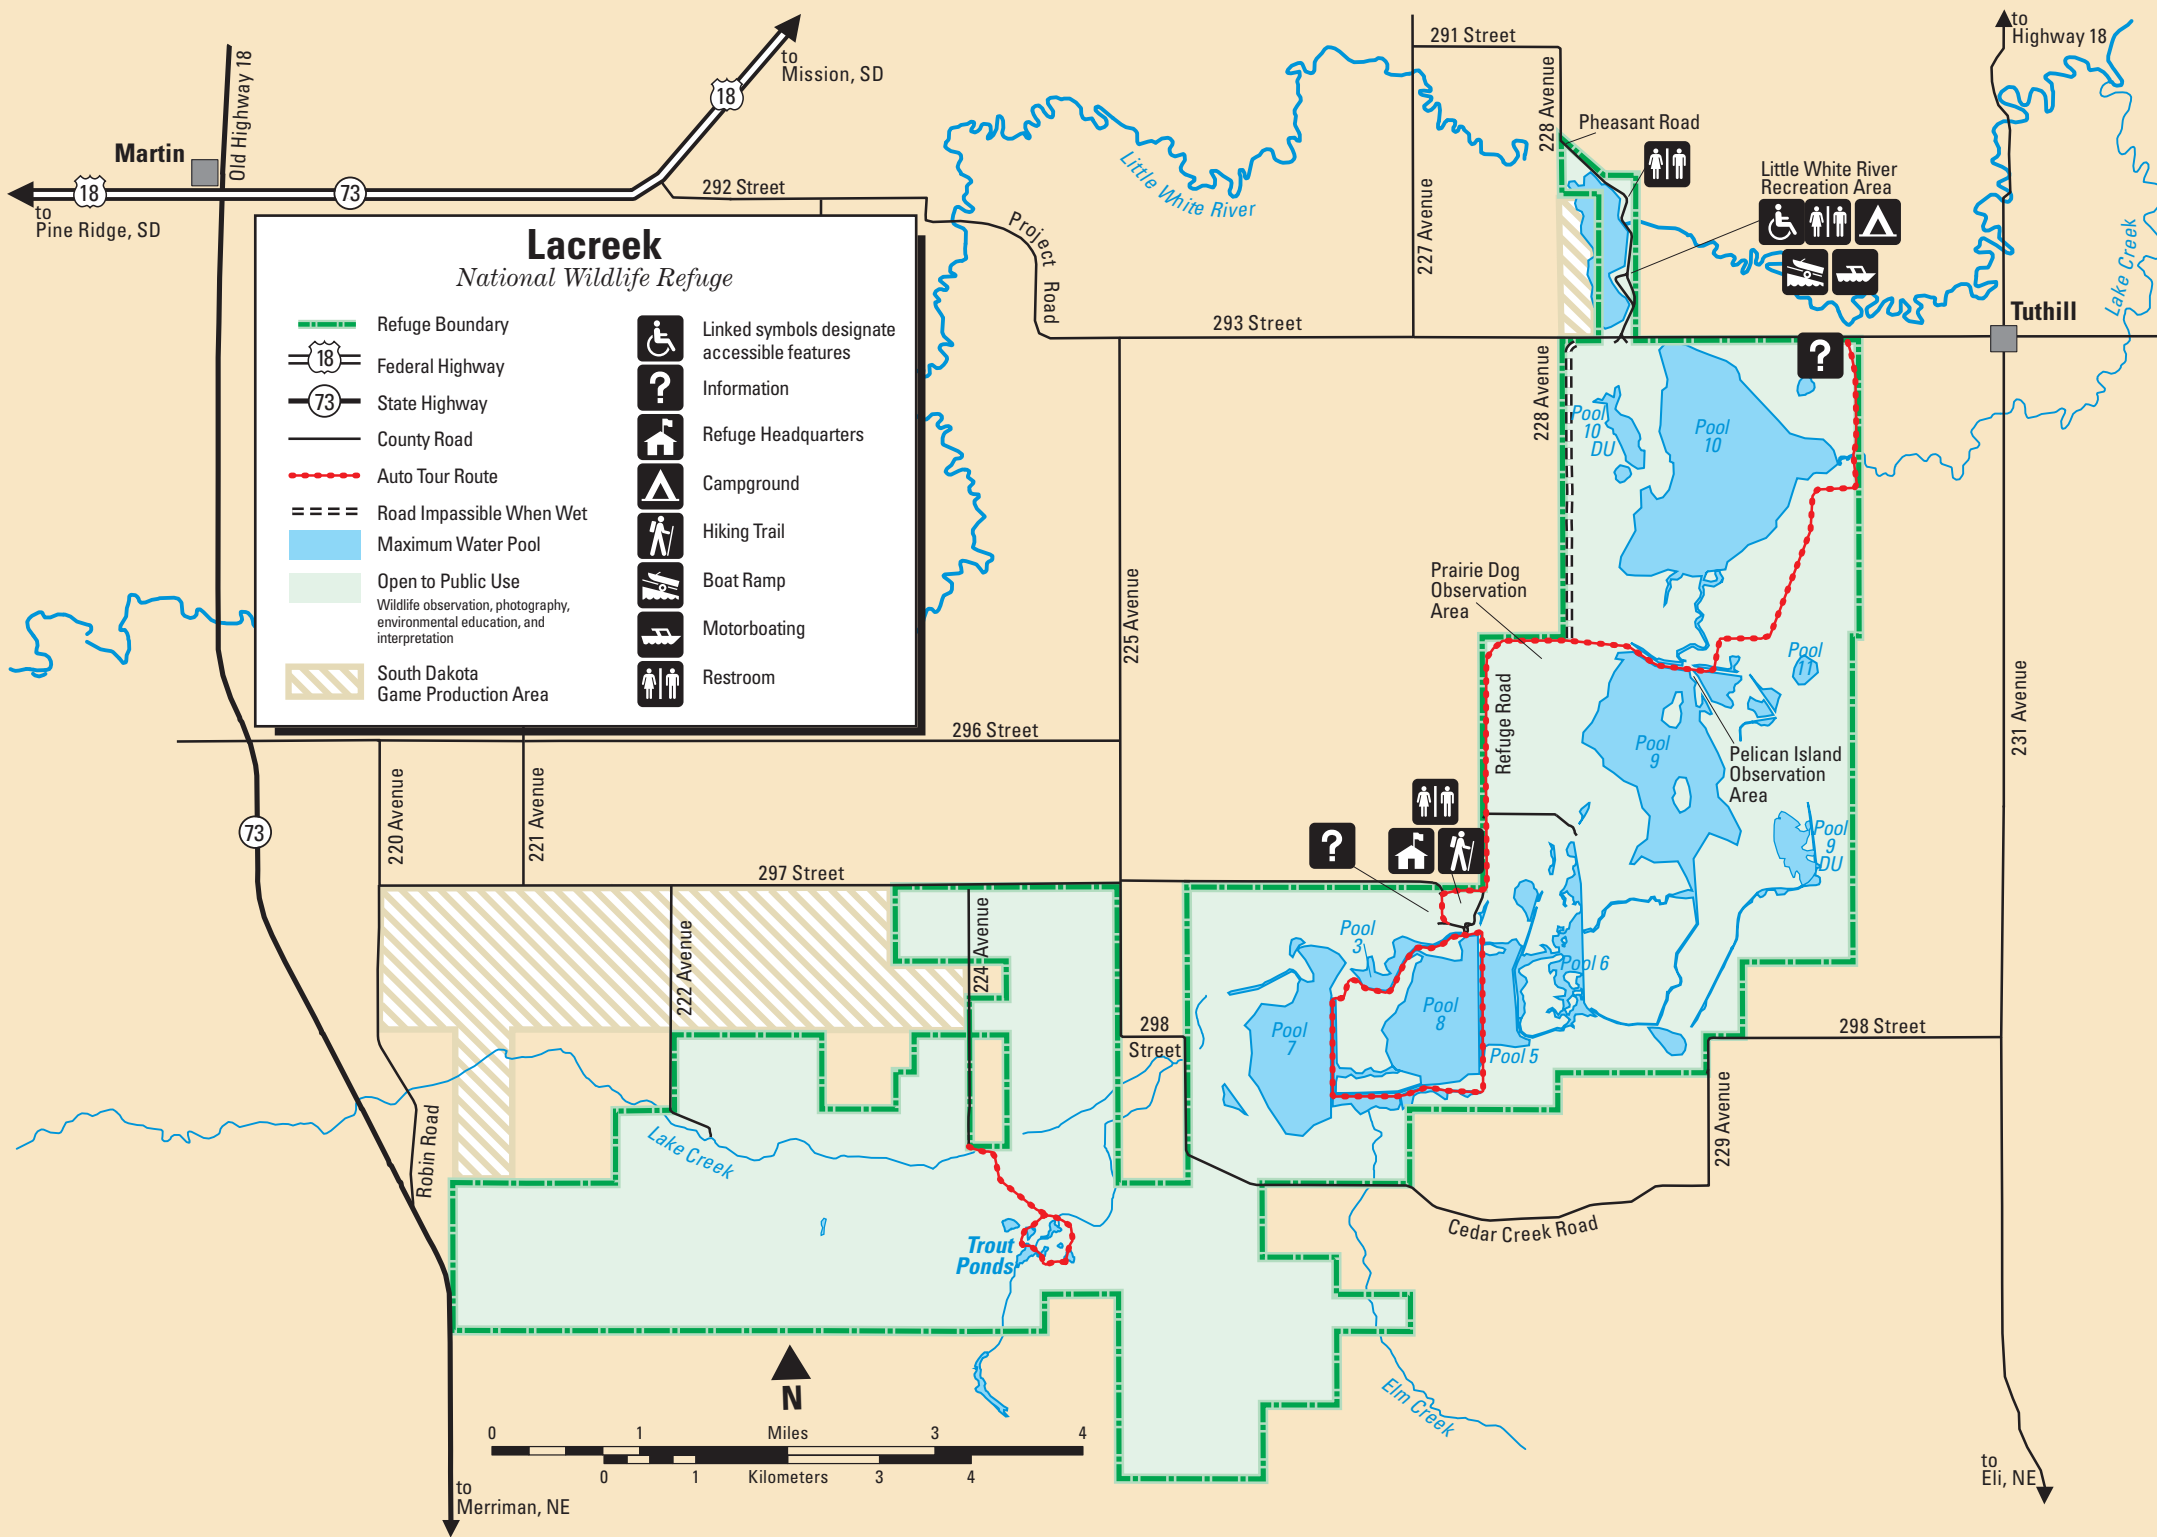 to
Mission, SD
18
Old Highway 18
Martin
18
73
to
Pine Ridge, SD
292 Street
Project Road
Little White River
291 Street
227 Avenue
228 Avenue
Pheasant Road
Little White River
Recreation Area
to
Highway 18
Lake Creek
Tuthill
293 Street
Lacreek
National Wildlife Refuge
Refuge Boundary
18
Federal Highway
73
State Highway
County Road
Auto Tour Route
Road Impassible When Wet
Maximum Water Pool
Open to Public Use
Wildlife observation, photography,
environmental education, and
interpretation
South Dakota
Game Production Area
Linked symbols designate
accessible features
?
Information
Refuge Headquarters
Campground
Hiking Trail
Boat Ramp
Motorboating
Restroom
?
228 Avenue
Pool
10
DU
Pool
10
Prairie Dog
Observation
Area
225 Avenue
Refuge Road
Pool
11
Pool
9
Pelican Island
Observation
Area
231 Avenue
Pool
9
DU
296 Street
220 Avenue
221 Avenue
73
297 Street
?
222 Avenue
224 Avenue
Pool
3
Pool 6
Pool
8
Pool
7
Pool 5
298
Street
298 Street
229 Avenue
Robin Road
Lake Creek
Cedar Creek Road
Trout
Ponds
Elm Creek
N
0
1
Miles
3
4
0
1
Kilometers
3
4
to
Merriman, NE
to
Eli, NE